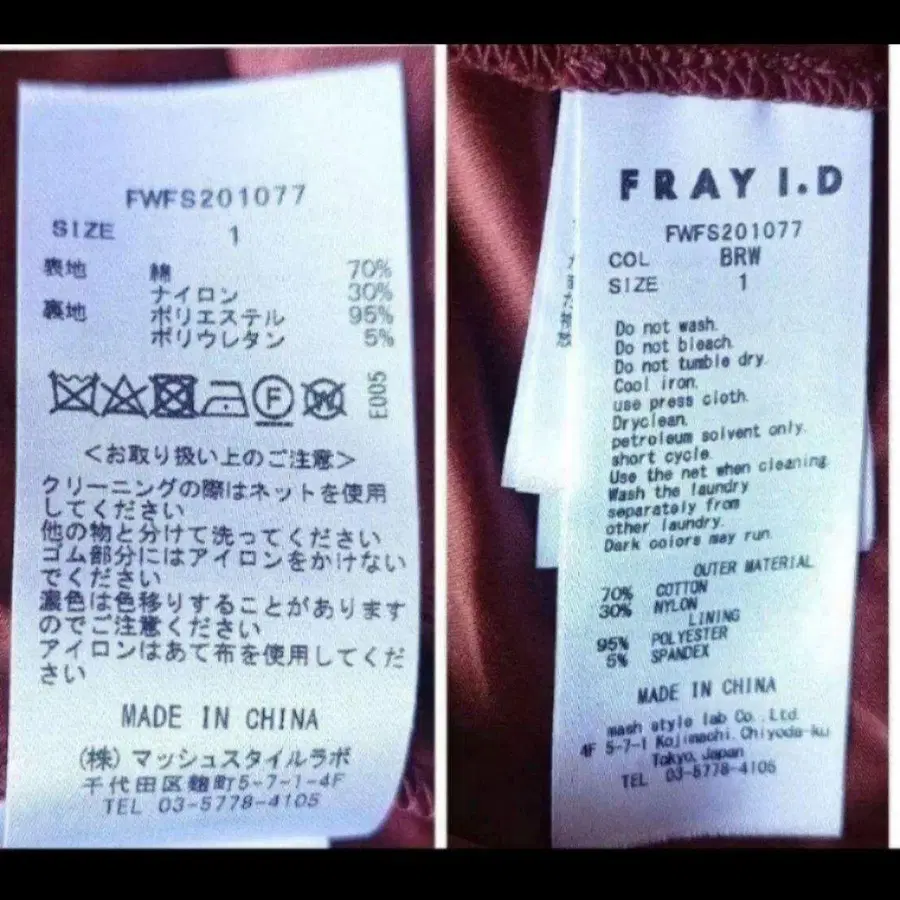 FWFS201077
SIZE 1
表地 綿 70%
ナイロン 30%
裏地 ポリエステル 95%
ポリウレタン 5%
F
W
E005
<お取り扱い上のご注意>
クリーニングの際はネットを使用
してください
他の物と分けて洗ってください
ゴム部分にはアイロンをかけない
でください
濃色は色移りすることがあります
のでご注意ください
アイロンはあて布を使用してくだ
さい
MADE IN CHINA
(株)マッシュスタイルラボ
千代田区麹町5-7-1-4F
TEL 03-5778-4105
FRAY I.D
FWFS201077
COL BRW
SIZE 1
Do not wash.
Do not bleach.
Do not tumble dry.
Cool iron.
use press cloth.
Dryclean.
petroleum solvent only.
short cycle.
Use the net when cleaning.
Wash the laundry
separately from
other laundry.
Dark colors may run.
OUTER MATERIAL
70% COTTON
30% NYLON
LINING
95% POLYESTER
5% SPANDEX
MADE IN CHINA
mash style lab Co.,Ltd.
4F 5-7-1 Kojimachi. Chiyoda-ku
Tokyo, Japan
TEL 03-5778-4105